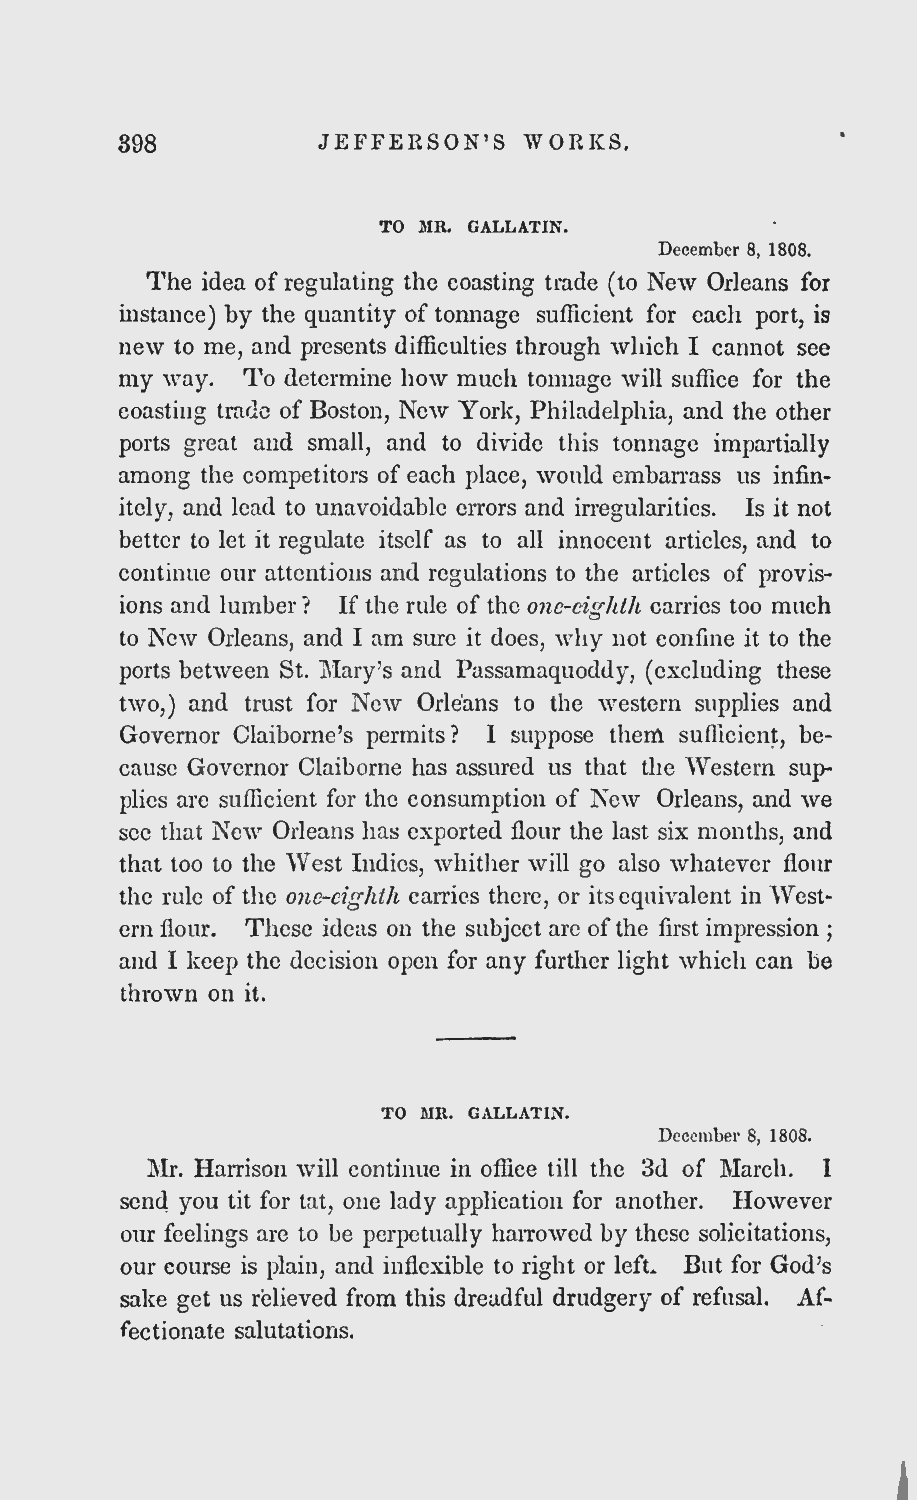 398 JEFFERSON'S WORKS.
TO MR. GALLATIN.
December 8, 1808.
The idea of regulating the coasting trade (to New Orleans for
instance) by the quantity of tonnage sufficient for each port, is
new to me, and presents difficulties through which I cannot see
my way. To determine how much tonnage will suffice for the
coasting trade of Boston, New York, Philadelphia, and the other
ports great and small, and to divide this tonnage impartially
among the competitors of each place, would embarrass us infin-
itely, and lead to unavoidable errors and irregularities. Is it not
better to let it regulate itself as to all innocent articles, and to
continue our attentions and regulations to the articles of provis-
ions and lumber? If the rule of the one-eighth carries too much
to New Orleans, and I am sure it does, why not confine it to the
ports between St. Mary's and Passamaquoddy, (excluding these
two,) and trust for New Orleans to the western supplies and
Governor Claiborne's permits? I suppose them sufficient, be-
cause Governor Claiborne has assured us that the Western sup-
plies are sufficient for the consumption of New Orleans, and we
see that New Orleans has exported flour the last six months, and
that too to the West Indies, whither will go also whatever flour
the rule of the one-eighth carries there, or its equivalent in West-
ern flour. These ideas on the subject are of the first impression;
and I keep the decision open for any further light which can be
thrown on it.
TO MR. GALLATIN.
December 8, 1808.
Mr. Harrison will continue in office till the 3d of March. I
send you tit for tat, one lady application for another. However
our feelings are to be perpetually harrowed by these solicitations,
our course is plain, and inflexible to right or left. But for God's
sake get us relieved from this dreadful drudgery of refusal. Af-
fectionate salutations.